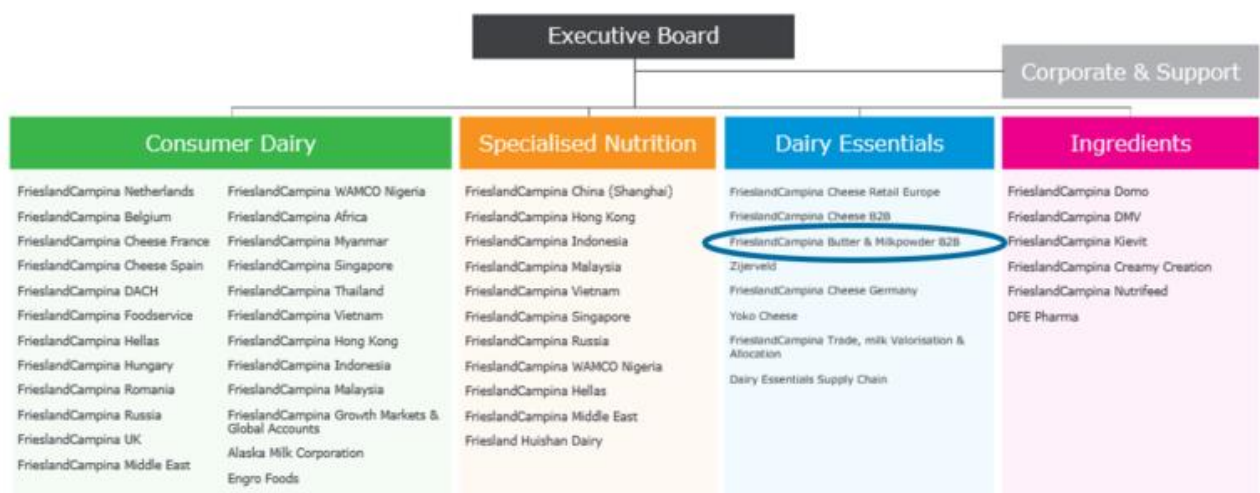 Executive Board
Corporate & Support
Consumer Dairy
FrieslandCampina Netherlands
FrieslandCampina Belgium
FrieslandCampina Cheese France
FrieslandCampina Cheese Spain
FrieslandCampina DACH
FrieslandCampina Foodservice
FrieslandCampina Hellas
FrieslandCampina Hungary
FrieslandCampina Romania
FrieslandCampina Russia
FrieslandCampina UK
FrieslandCampina Middle East
FrieslandCampina WAMCO Nigeria
FrieslandCampina Africa
FrieslandCampina Myanmar
FrieslandCampina Singapore
FrieslandCampina Thailand
FrieslandCampina Vietnam
FrieslandCampina Hong Kong
FrieslandCampina Indonesia
FrieslandCampina Malaysia
FrieslandCampina Growth Markets &
Global Accounts
Alaska Milk Corporation
Engro Foods
Specialised Nutrition
FrieslandCampina China (Shanghai)
FrieslandCampina Hong Kong
FrieslandCampina Indonesia
FrieslandCampina Malaysia
FrieslandCampina Vietnam
FrieslandCampina Singapore
FrieslandCampina Russia
FrieslandCampina WAMCO Nigeria
FrieslandCampina Hellas
FrieslandCampina Middle East
Friesland Huishan Dairy
Dairy Essentials
FrieslandCampina Cheese Retail Europe
FrieslandCampina Cheese B2B
FrieslandCampina Butter & Milkpowder B2B
Zijerveld
FrieslandCampina Cheese Germany
Yoko Cheese
FrieslandCampina Trade, milk Valorisation &
Allocation
Dairy Essentials Supply Chain
Ingredients
FrieslandCampina Domo
FrieslandCampina DMV
FrieslandCampina Kievit
FrieslandCampina Creamy Creation
FrieslandCampina Nutrifeed
DFE Pharma